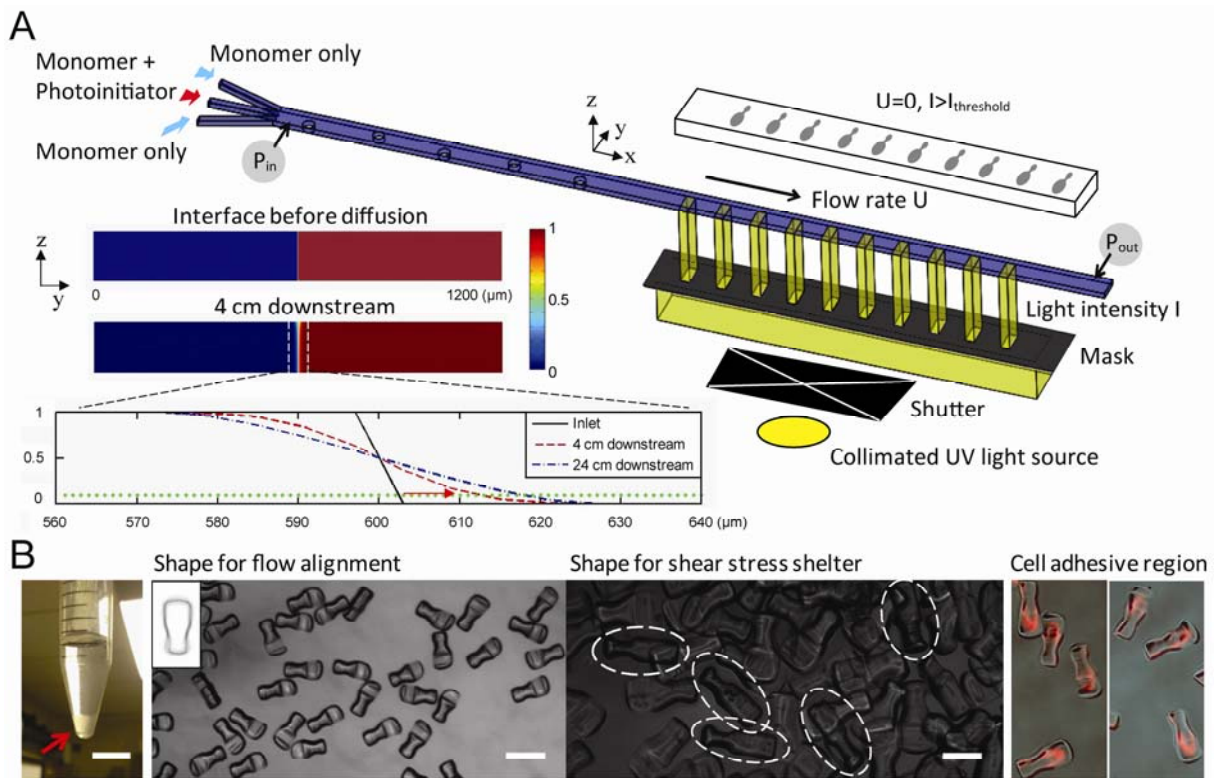 A
Monomer only
Monomer +
Photoinitiator
Monomer only
P_in
z
y
x
U=0, I>I_threshold
Flow rate U
P_out
Light intensity I
Mask
Shutter
Collimated UV light source
Interface before diffusion
z
y
0 1200 (μm)
1
0.5
0
4 cm downstream
1
0.5
0
Inlet
4 cm downstream
24 cm downstream
560 570 580 590 600 610 620 630 640 (μm)
B
Shape for flow alignment
Shape for shear stress shelter
Cell adhesive region